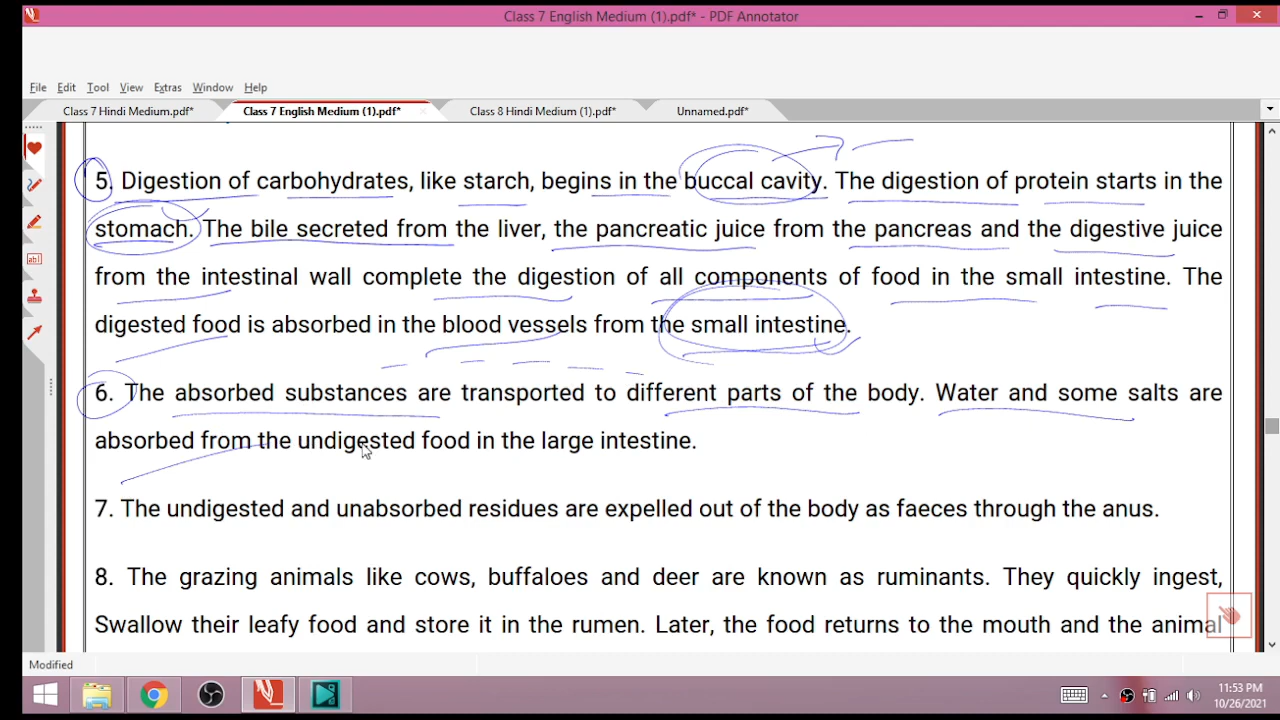 Class 7 English Medium (1).pdf* - PDF Annotator
File Edit Tool View Extras Window Help
Class 7 Hindi Medium.pdf* Class 7 English Medium (1).pdf* Class 8 Hindi Medium (1).pdf* Unnamed.pdf*
5. Digestion of carbohydrates, like starch, begins in the buccal cavity. The digestion of protein starts in the
stomach. The bile secreted from the liver, the pancreatic juice from the pancreas and the digestive juice
from the intestinal wall complete the digestion of all components of food in the small intestine. The
digested food is absorbed in the blood vessels from the small intestine.
6. The absorbed substances are transported to different parts of the body. Water and some salts are
absorbed from the undigested food in the large intestine.
7. The undigested and unabsorbed residues are expelled out of the body as faeces through the anus.
8. The grazing animals like cows, buffaloes and deer are known as ruminants. They quickly ingest,
Swallow their leafy food and store it in the rumen. Later, the food returns to the mouth and the animal
Modified
11:53 PM
10/26/2021